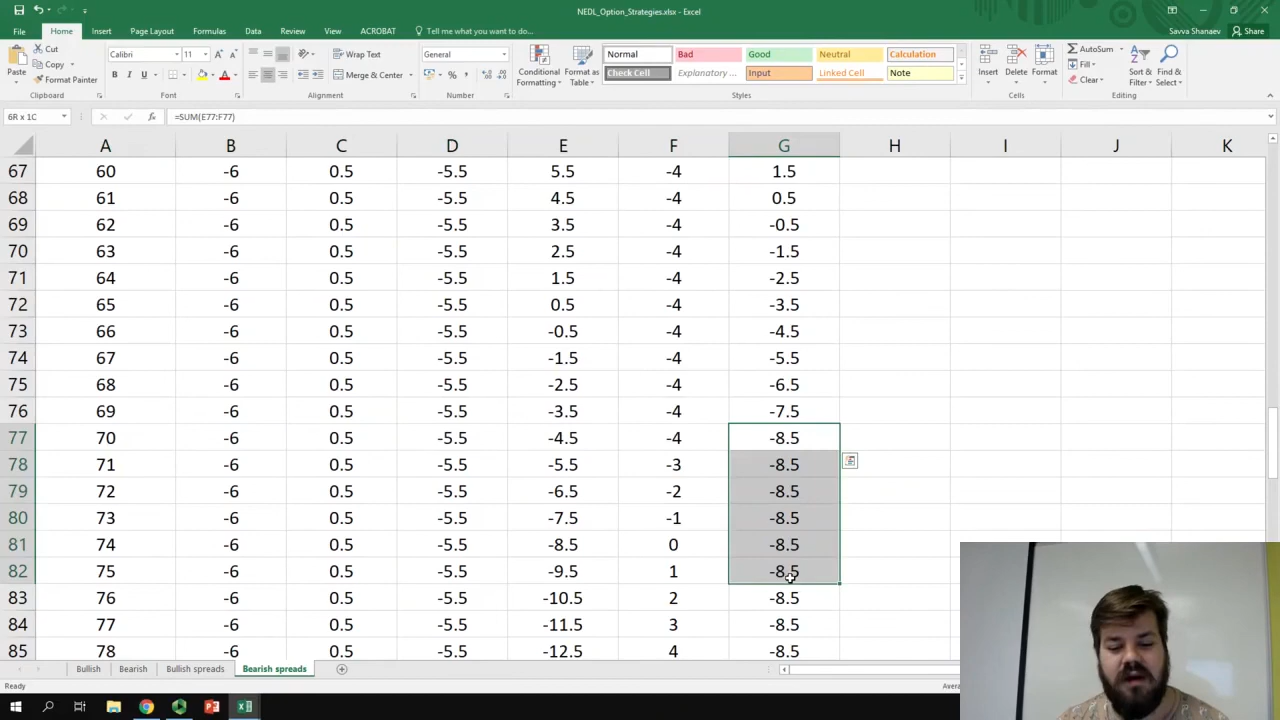 NEDL_Option_Strategies.xlsx - Excel
File Home Insert Page Layout Formulas Data Review View ACROBAT Tell me what you want to do... Savva Shanaev Share
Cut Calibri 11 Wrap Text General Normal Bad Good Neutral Calculation AutoSum
Copy Fill
Paste Format Painter B I U Merge & Center % Conditional Formatting Format as Table Check Cell Explanatory ... Input Linked Cell Note Insert Delete Format Clear Sort & Filter Find & Select
Clipboard Font Alignment Number Styles Cells Editing
6R x 1C fx =SUM(E77:F77)
A B C D E F G H I J K
67 60 -6 0.5 -5.5 5.5 -4 1.5
68 61 -6 0.5 -5.5 4.5 -4 0.5
69 62 -6 0.5 -5.5 3.5 -4 -0.5
70 63 -6 0.5 -5.5 2.5 -4 -1.5
71 64 -6 0.5 -5.5 1.5 -4 -2.5
72 65 -6 0.5 -5.5 0.5 -4 -3.5
73 66 -6 0.5 -5.5 -0.5 -4 -4.5
74 67 -6 0.5 -5.5 -1.5 -4 -5.5
75 68 -6 0.5 -5.5 -2.5 -4 -6.5
76 69 -6 0.5 -5.5 -3.5 -4 -7.5
77 70 -6 0.5 -5.5 -4.5 -4 -8.5
78 71 -6 0.5 -5.5 -5.5 -3 -8.5
79 72 -6 0.5 -5.5 -6.5 -2 -8.5
80 73 -6 0.5 -5.5 -7.5 -1 -8.5
81 74 -6 0.5 -5.5 -8.5 0 -8.5
82 75 -6 0.5 -5.5 -9.5 1 -8.5
83 76 -6 0.5 -5.5 -10.5 2 -8.5
84 77 -6 0.5 -5.5 -11.5 3 -8.5
85 78 -6 0.5 -5.5 -12.5 4 -8.5
Bullish Bearish Bullish spreads Bearish spreads
Ready